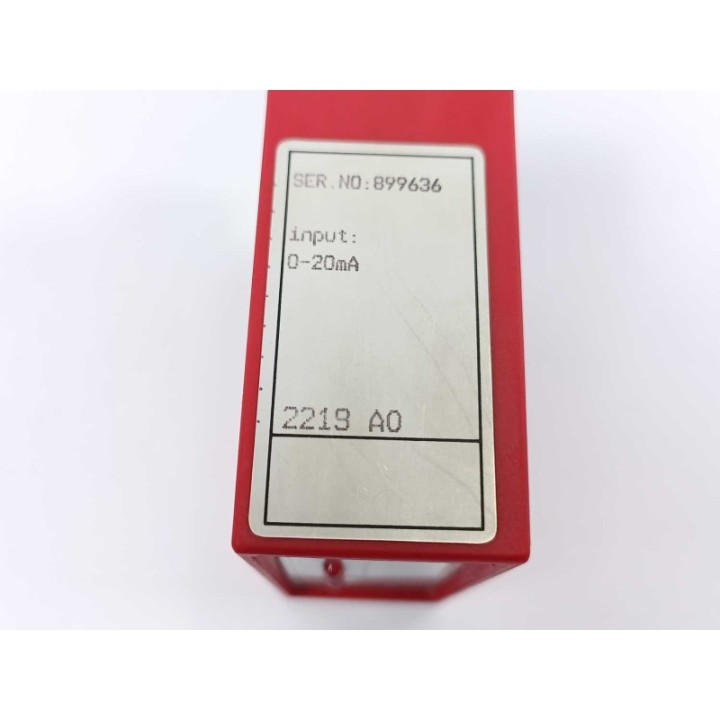 SER.NO:899636
input:
0-20mA
2219 A0